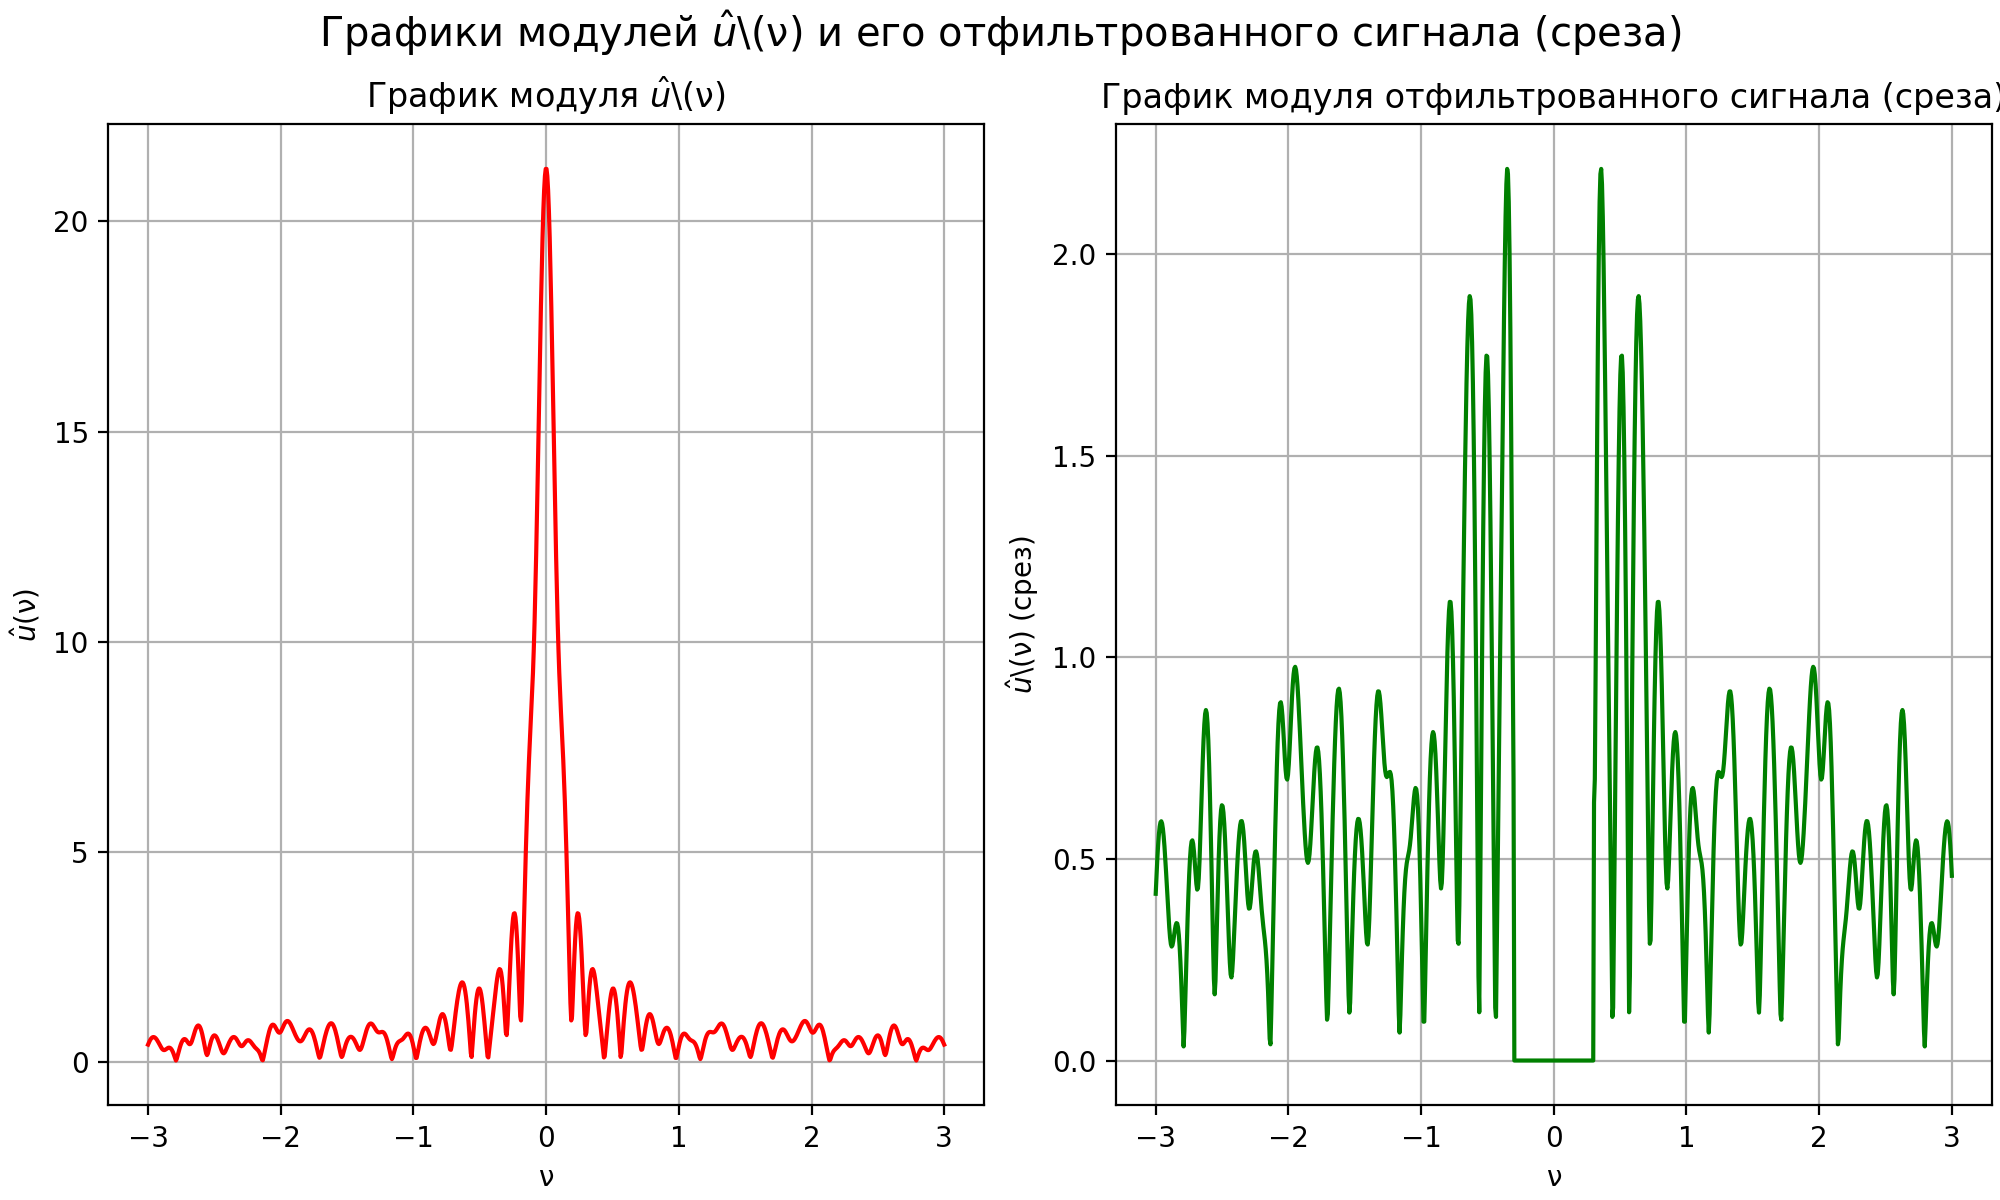 Графики модулей û\(ν) и его отфильтрованного сигнала (среза)
График модуля û\(ν)
û(ν)
20
15
10
5
0
−3 −2 −1 0 1 2 3
ν
График модуля отфильтрованного сигнала (среза)
û\(ν) (срез)
2.0
1.5
1.0
0.5
0.0
−3 −2 −1 0 1 2 3
ν